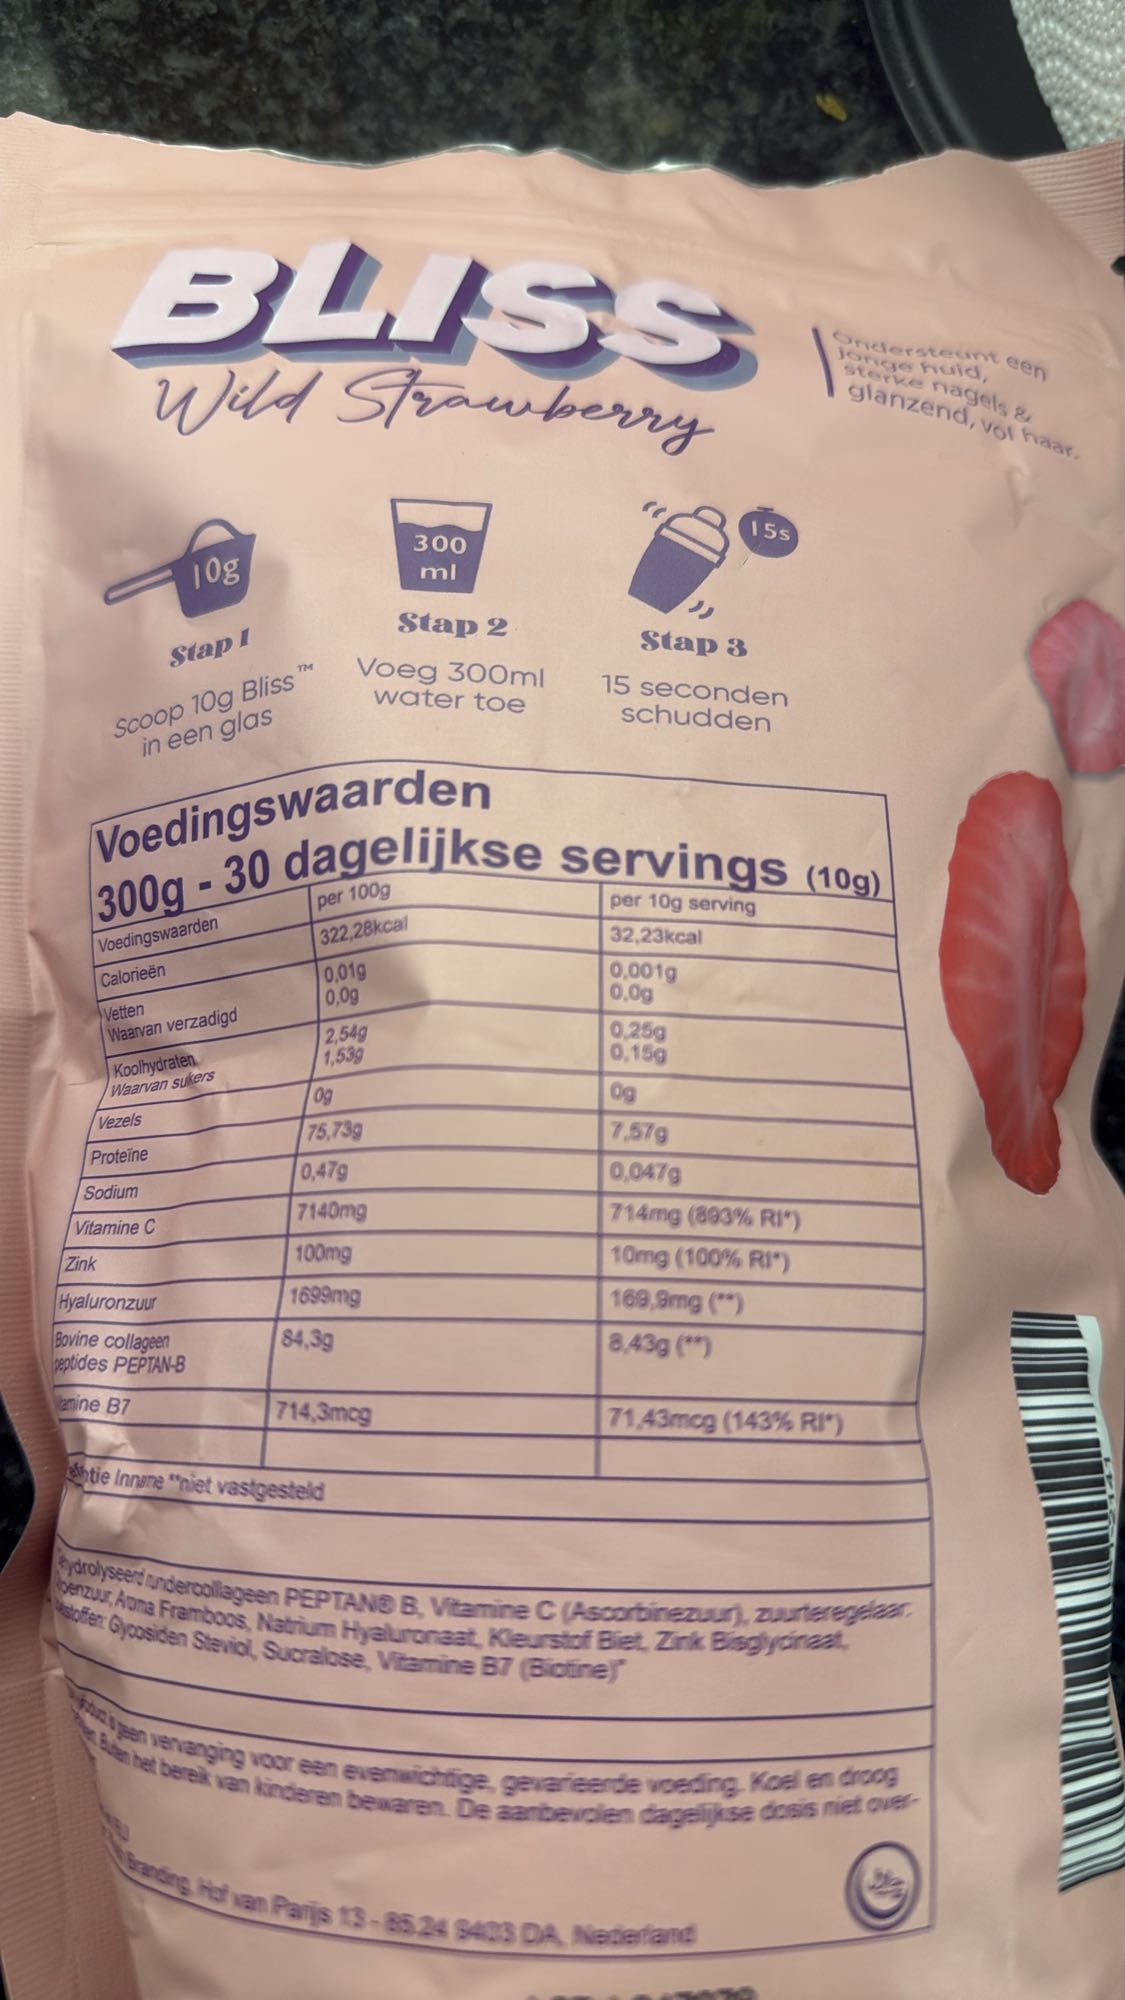 BLISS
Wild Strawberry
Ondersteunt een
jonge huid,
sterke nagels &
glanzend, vol haar.
10g
300
ml
15s
Stap 1
Stap 2
Stap 3
Scoop 10g Bliss™
in een glas
Voeg 300ml
water toe
15 seconden
schudden
Voedingswaarden
300g - 30 dagelijkse servings (10g)
Voedingswaarden per 100g per 10g serving
Calorieën 322,28kcal 32,23kcal
Vetten 0,01g 0,001g
Waarvan verzadigd 0,0g 0,0g
Koolhydraten 2,54g 0,25g
Waarvan suikers 1,53g 0,15g
Vezels 0g 0g
Proteïne 75,73g 7,57g
Sodium 0,47g 0,047g
Vitamine C 7140mg 714mg (893% RI*)
Zink 100mg 10mg (100% RI*)
Hyaluronzuur 1699mg 169,9mg (**)
Bovine collageen 84,3g 8,43g (**)
peptides PEPTAN-B
B7 714,3mcg 71,43mcg (143% RI*)
**niet vastgesteld
PEPTAN® B, Vitamine C (Ascorbinezuur), zuurteregelaar:
Aroma Framboos, Natrium Hyaluronaat, Kleurstof Biet, Zink Bisglycinaat,
Glycosiden Steviol, Sucralose, Vitamine B7 (Biotine)*
geen vervanging voor een evenwichtige, gevarieerde voeding. Koel en droog
Buiten het bereik van kinderen bewaren. De aanbevolen dagelijkse dosis niet over-
EU
Branding, Hof van Parijs 13 - 85.24 9403 DA, Nederland